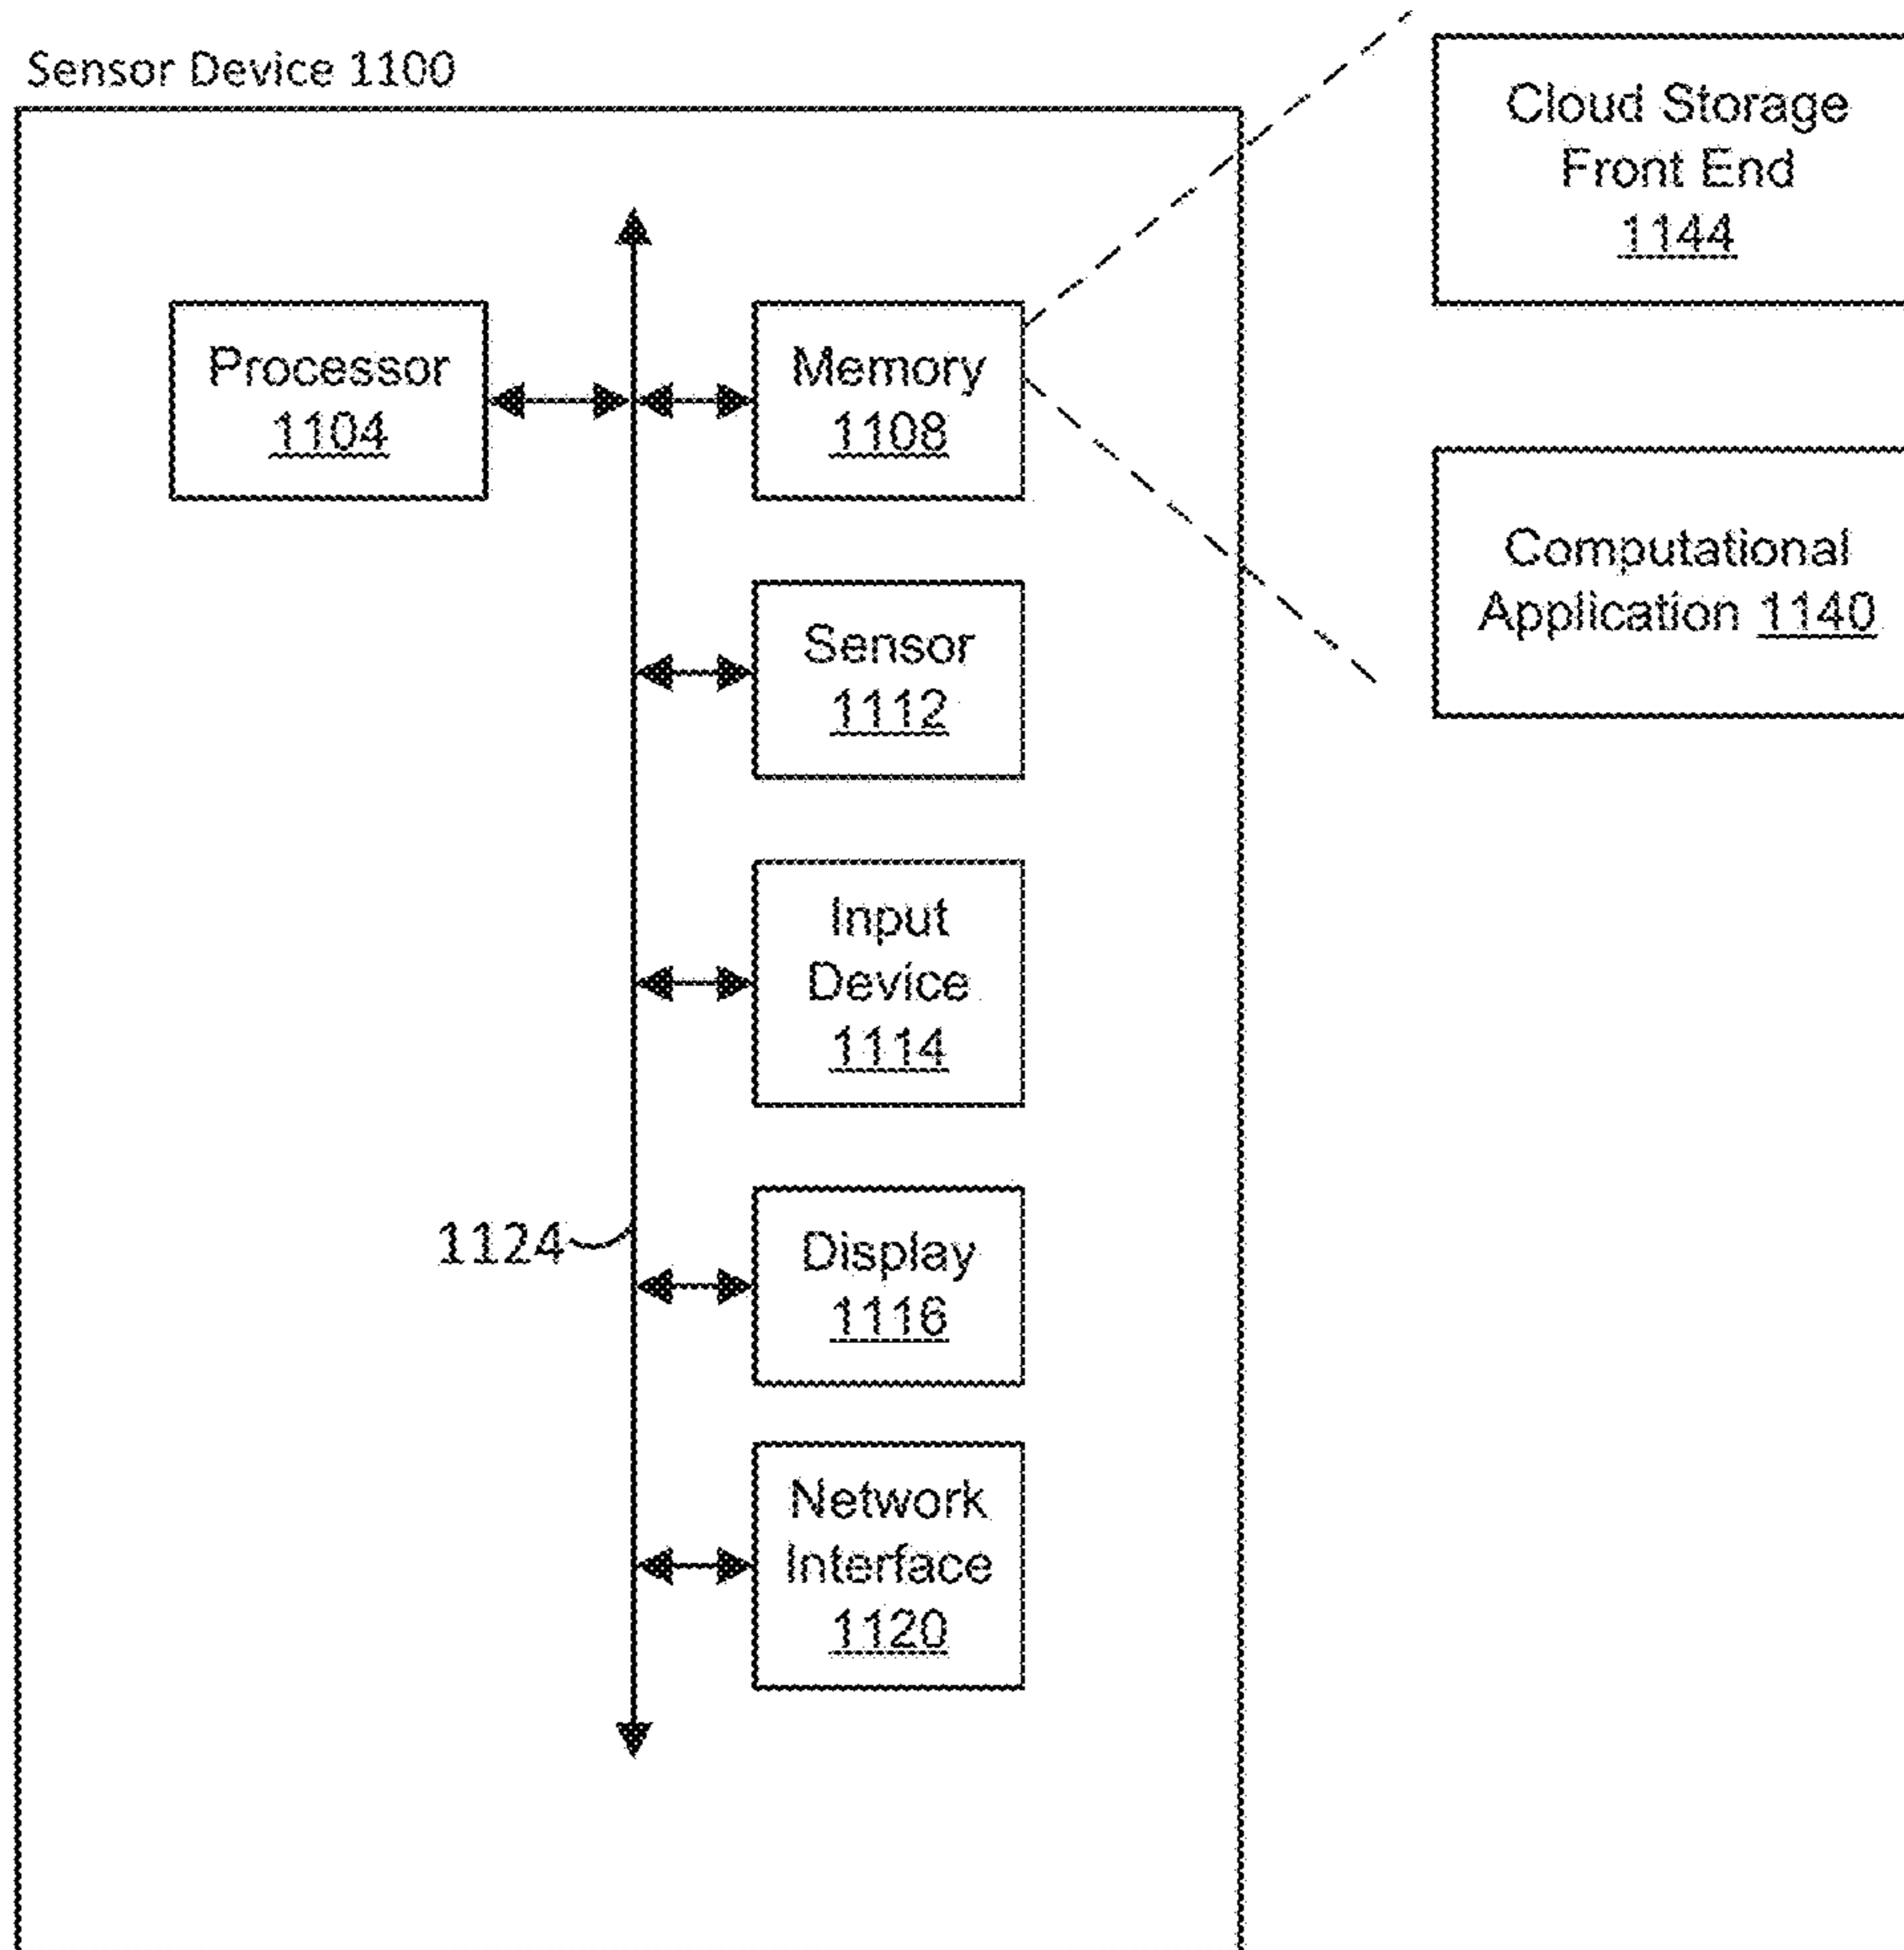 Sensor Device 1100
Cloud Storage
Front End
1144
Processor
1104
Memory
1108
Computational
Application 1140
Sensor
1112
Input
Device
1114
1124
Display
1116
Network
Interface
1120